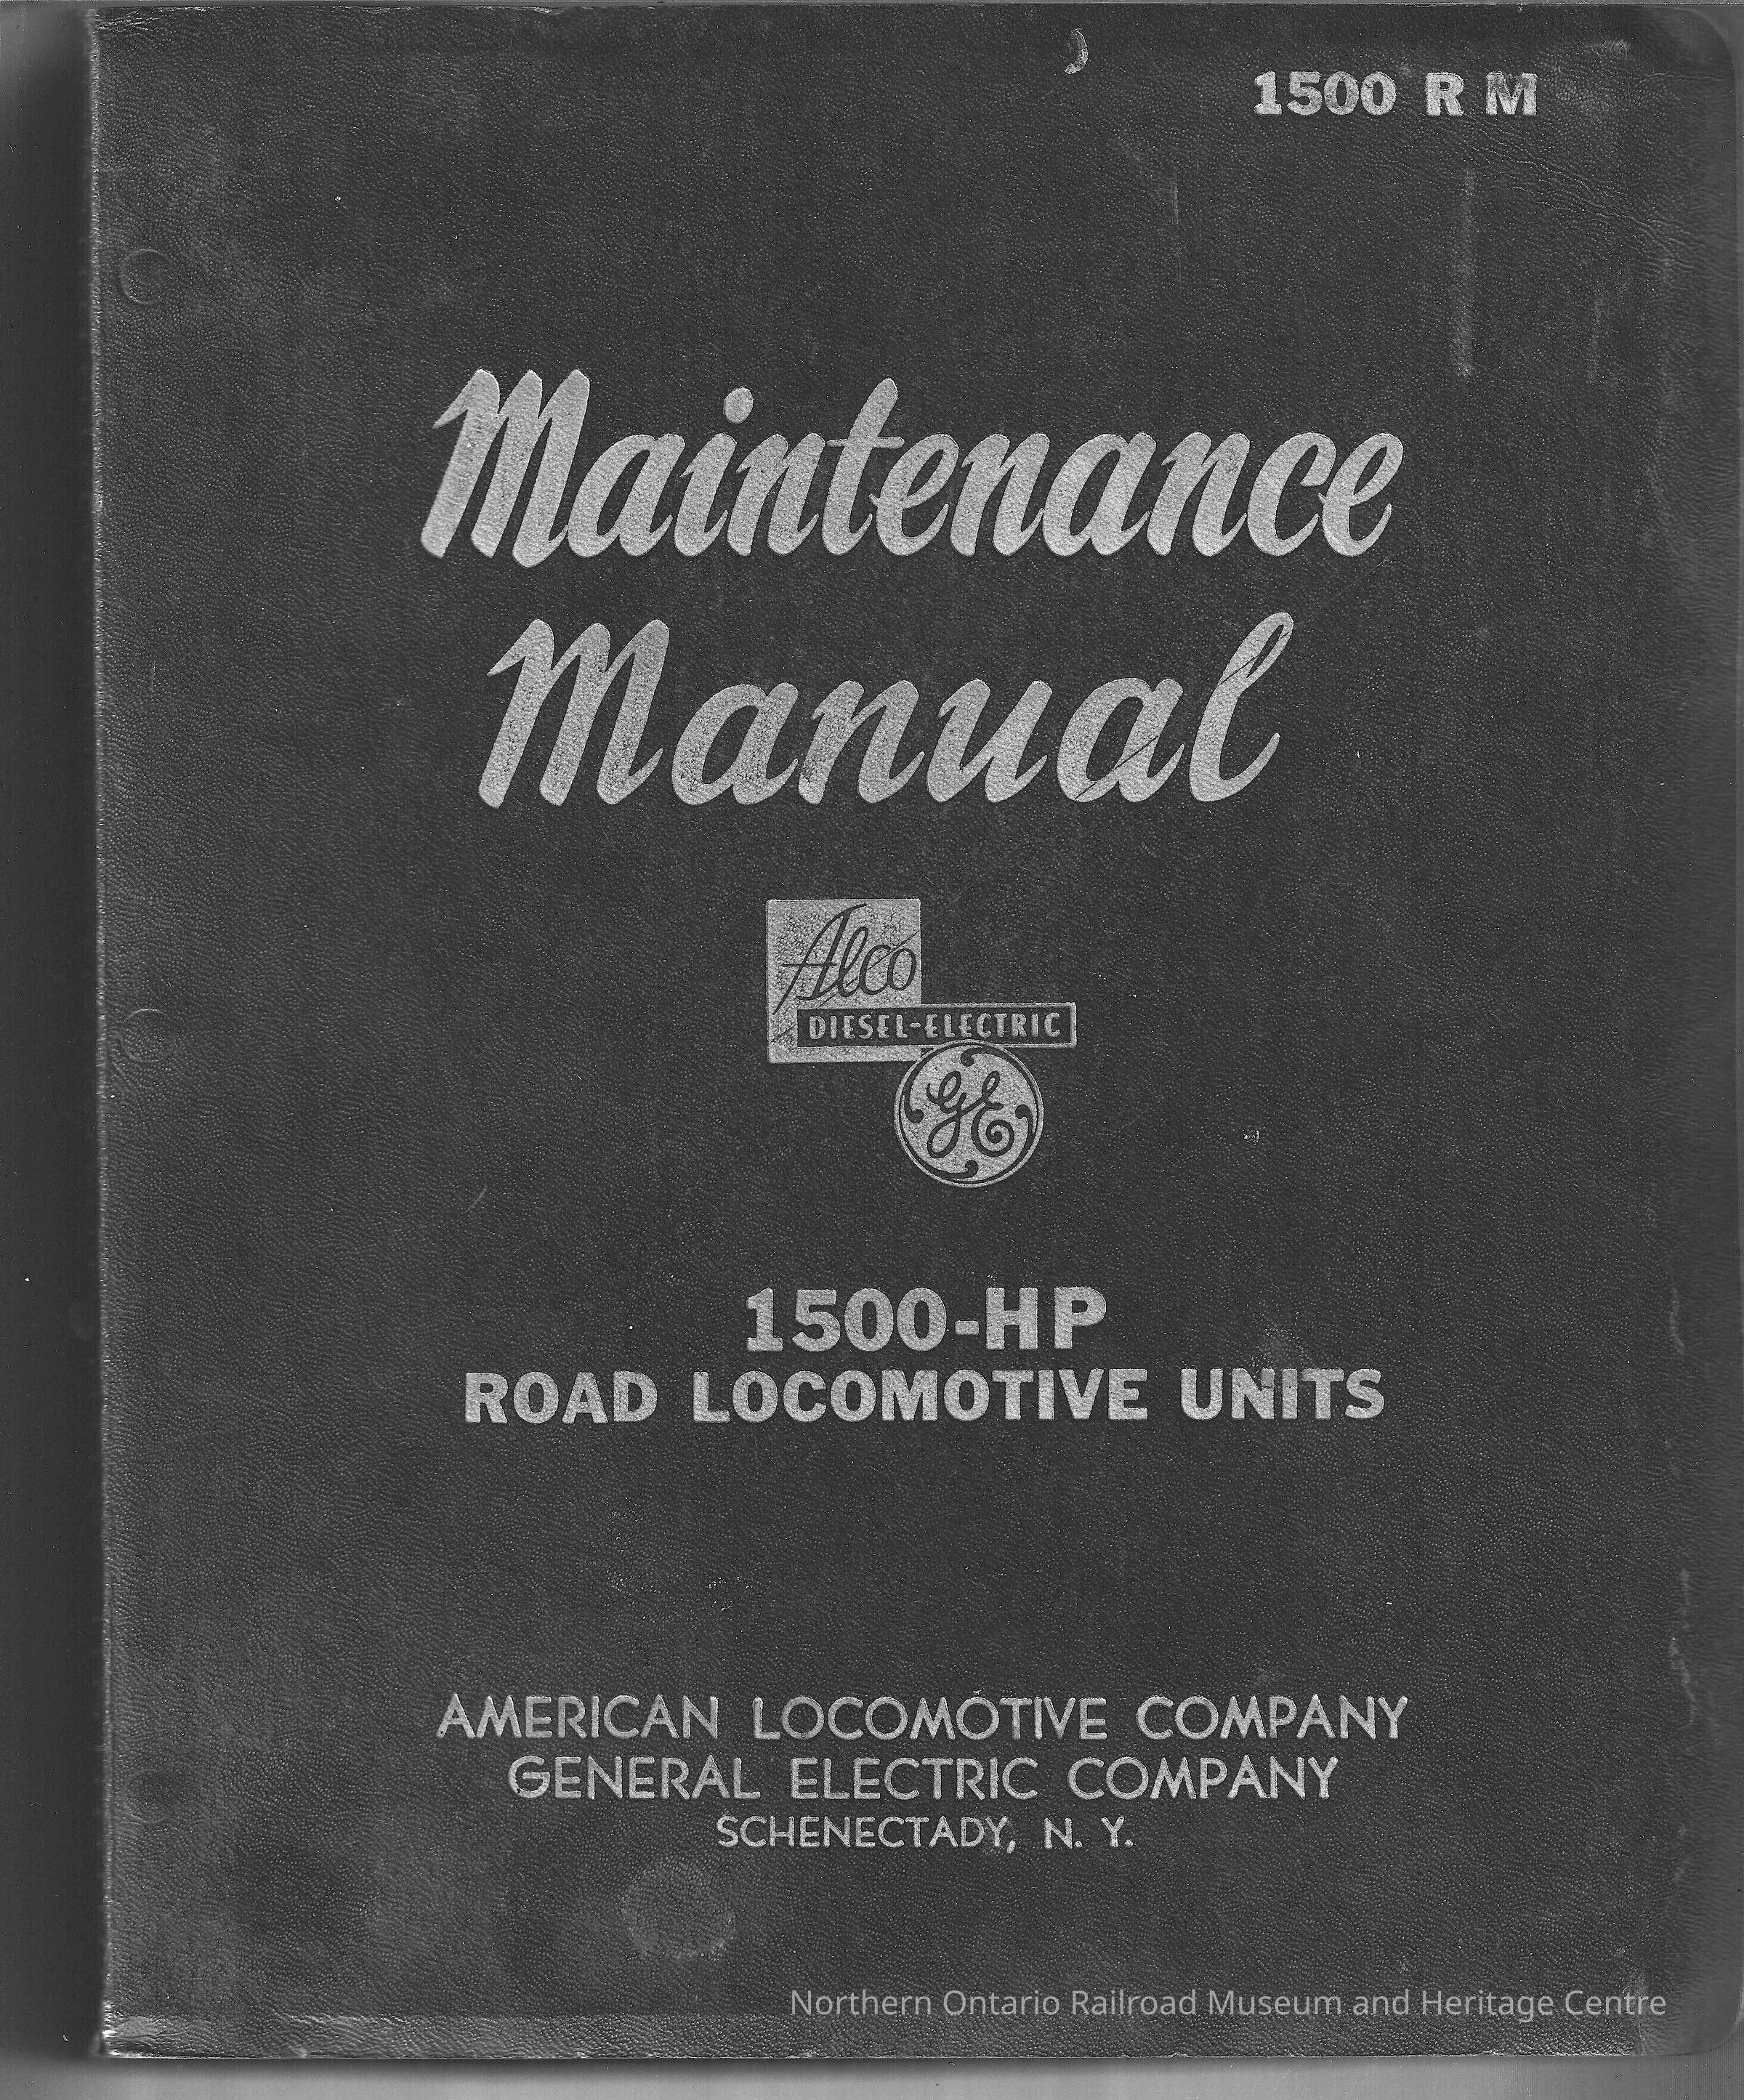 1500 R M
Maintenance
Manual
Alco
DIESEL-ELECTRIC
GE
1500-HP
ROAD LOCOMOTIVE UNITS
AMERICAN LOCOMOTIVE COMPANY
GENERAL ELECTRIC COMPANY
SCHENECTADY, N. Y.
Northern Ontario Railroad Museum and Heritage Centre